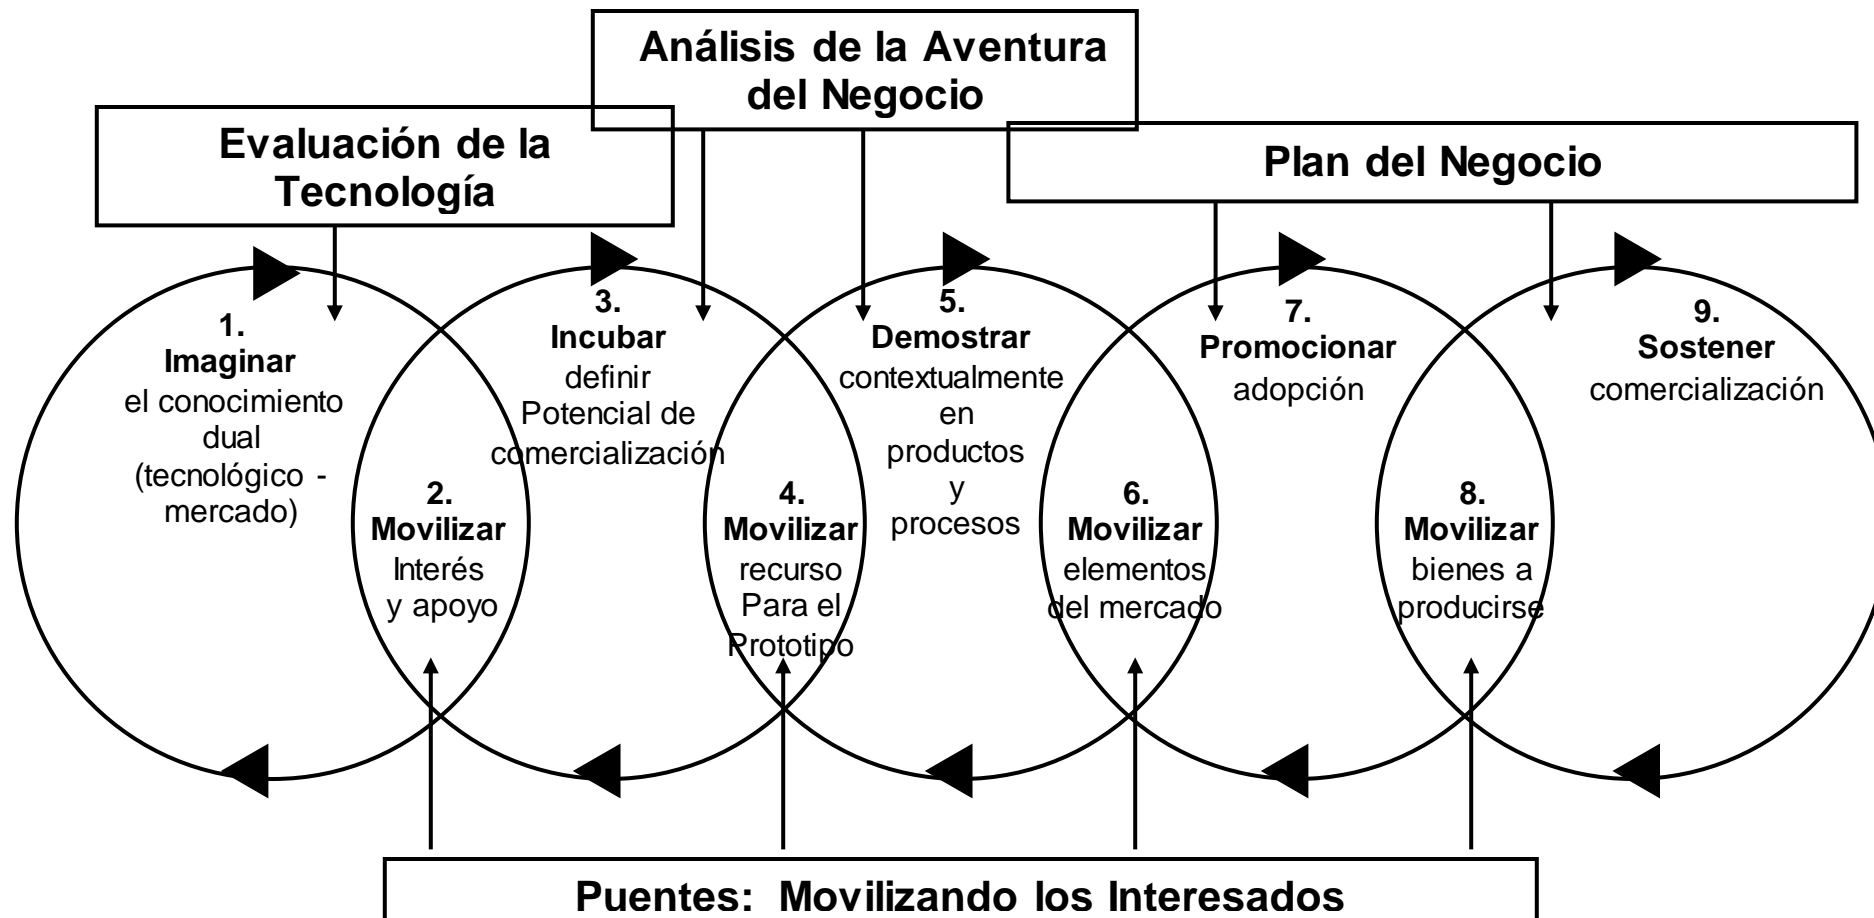 Análisis de la Aventura
del Negocio
Evaluación de la
Tecnología
Plan del Negocio
1.
Imaginar
el conocimiento
dual
(tecnológico -
mercado)
2.
Movilizar
Interés
y apoyo
3.
Incubar
definir
Potencial de
comercialización
4.
Movilizar
recurso
Para el
Prototipo
5.
Demostrar
contextualmente
en
productos
y
procesos
6.
Movilizar
elementos
del mercado
7.
Promocionar
adopción
8.
Movilizar
bienes a
producirse
9.
Sostener
comercialización
Puentes: Movilizando los Interesados